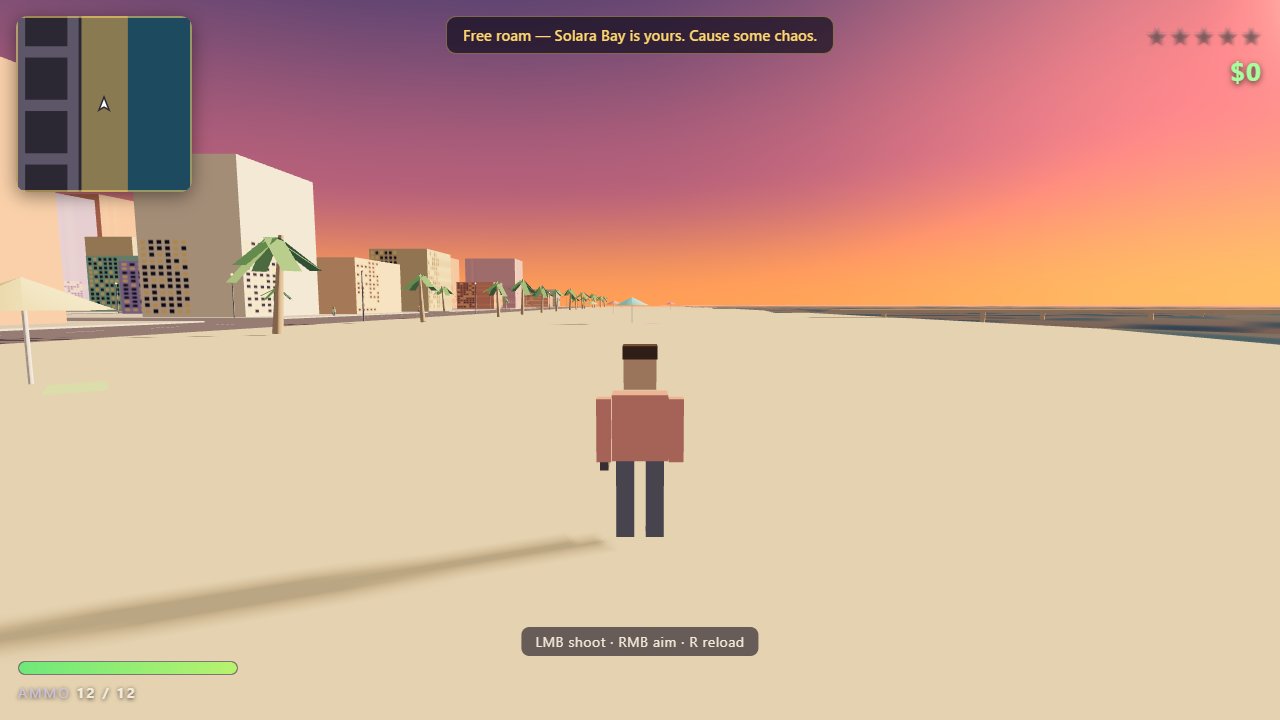 Free roam — Solara Bay is yours. Cause some chaos.
$0
LMB shoot · RMB aim · R reload
AMMO 12 / 12